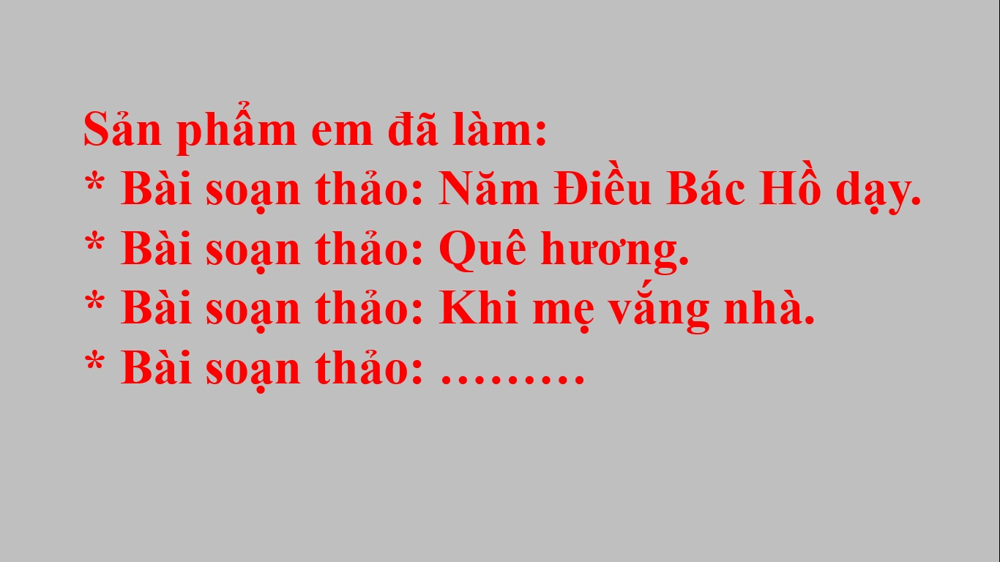 Sản phẩm em đã làm:
* Bài soạn thảo: Năm Điều Bác Hồ dạy.
* Bài soạn thảo: Quê hương.
* Bài soạn thảo: Khi mẹ vắng nhà.
* Bài soạn thảo: ………